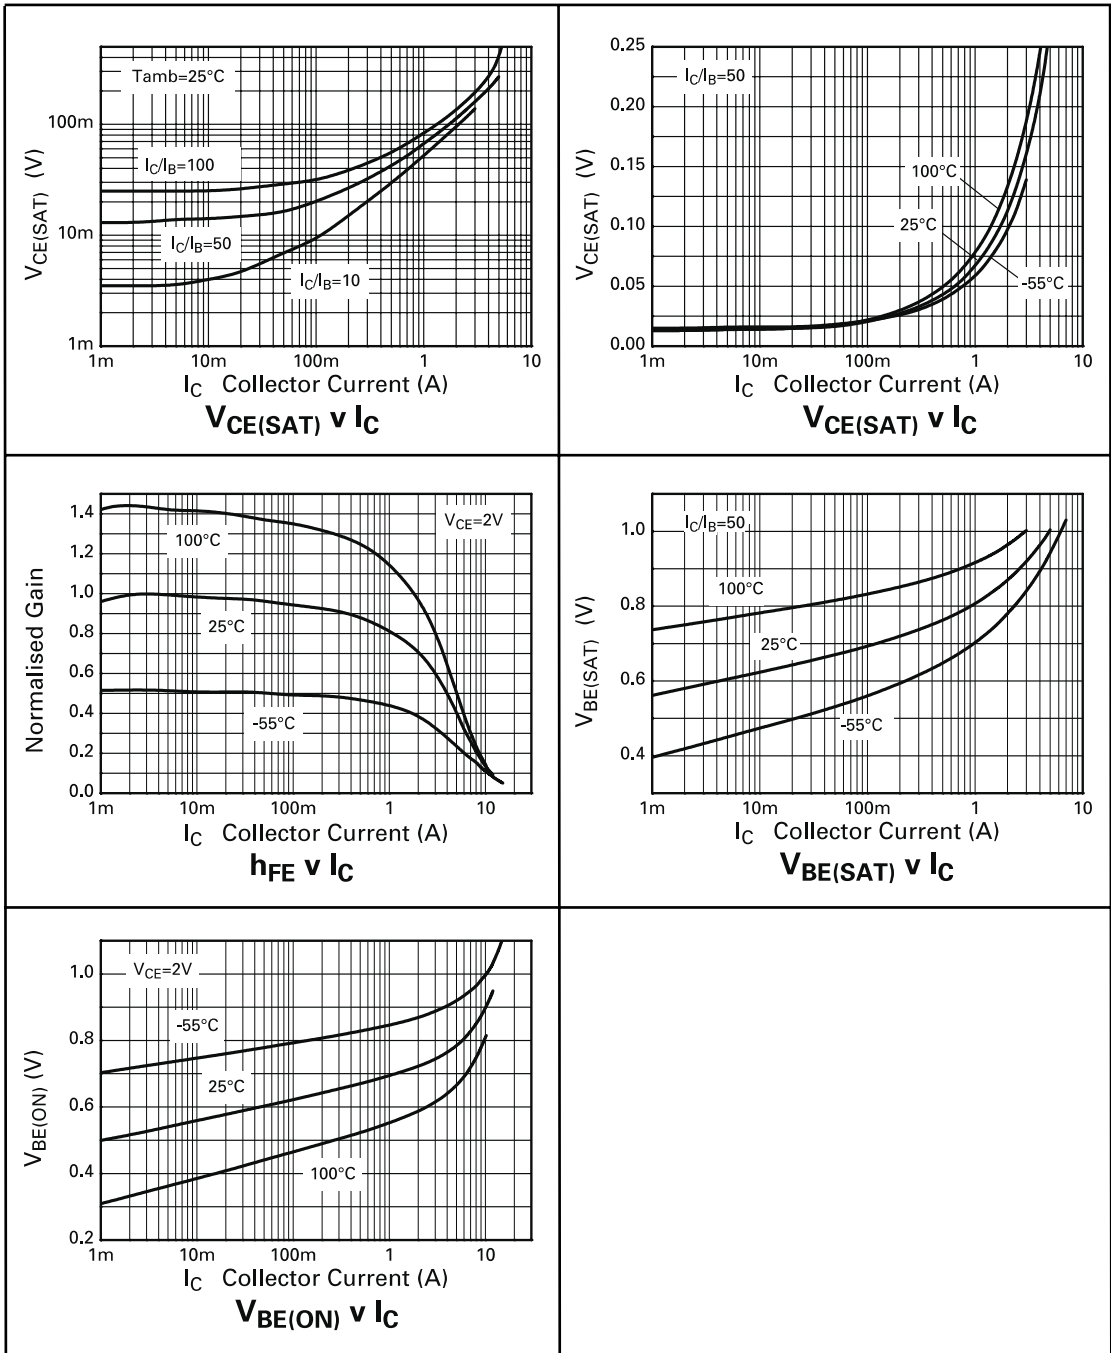 Tamb=25°C
100m
IC/IB=100
10m
IC/IB=50
IC/IB=10
1m
VCE(SAT) (V)
1m 10m 100m 1 10
IC Collector Current (A)
VCE(SAT) v IC
0.25
IC/IB=50
0.20
0.15
100°C
0.10
25°C
0.05
-55°C
0.00
VCE(SAT) (V)
1m 10m 100m 1 10
IC Collector Current (A)
VCE(SAT) v IC
1.4
VCE=2V
100°C
1.2
1.0
0.8
25°C
0.6
0.4
-55°C
0.2
0.0
Normalised Gain
1m 10m 100m 1 10
IC Collector Current (A)
hFE v IC
IC/IB=50
1.0
100°C
0.8
25°C
0.6
-55°C
0.4
VBE(SAT) (V)
1m 10m 100m 1 10
IC Collector Current (A)
VBE(SAT) v IC
1.0
VCE=2V
-55°C
0.8
25°C
0.6
0.4
100°C
0.2
VBE(ON) (V)
1m 10m 100m 1 10
IC Collector Current (A)
VBE(ON) v IC